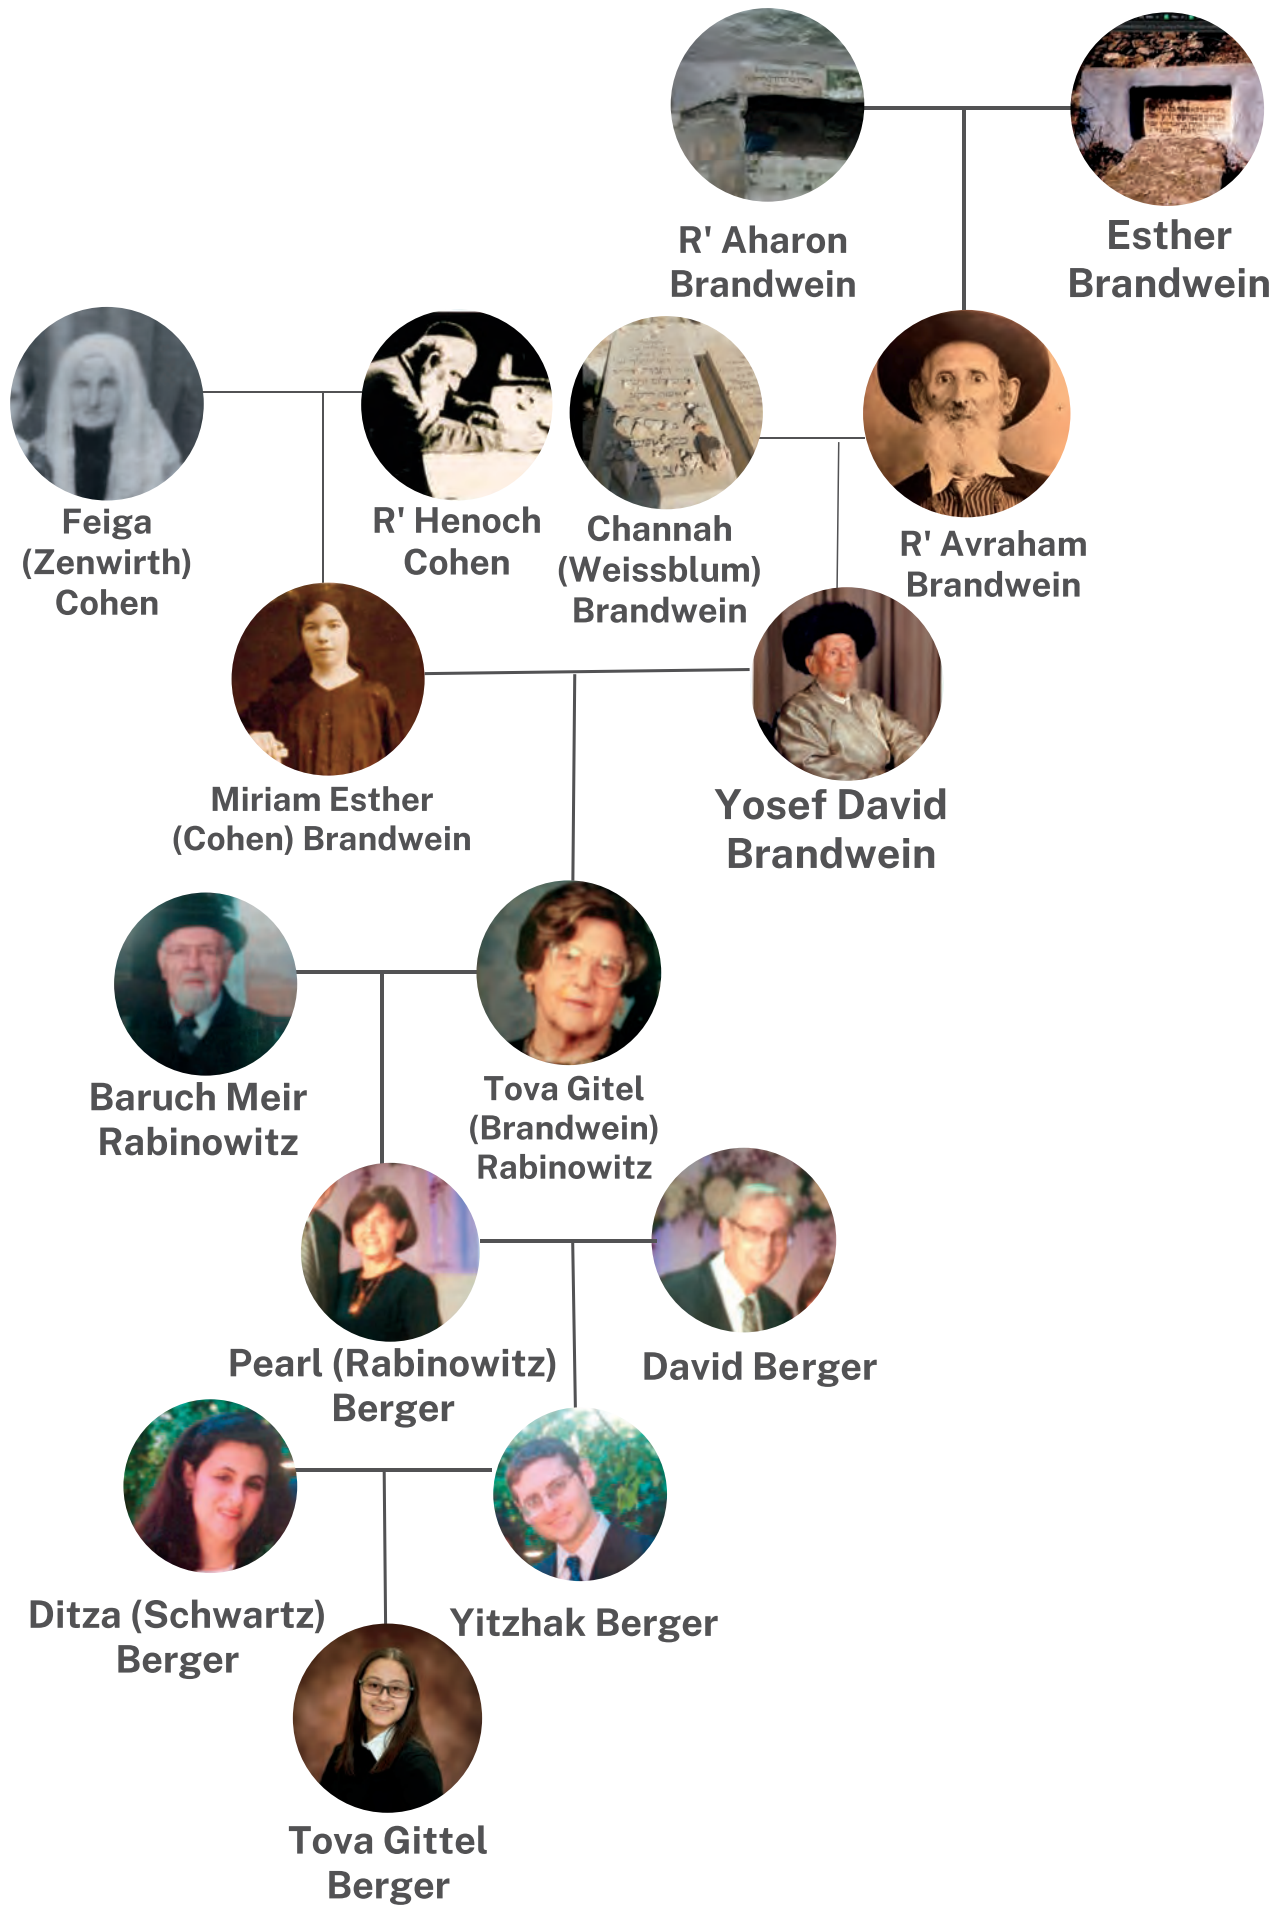 R' Aharon
Brandwein
Esther
Brandwein
Feiga
(Zenwirth)
Cohen
R' Henoch
Cohen
Channah
(Weissblum)
Brandwein
R' Avraham
Brandwein
Miriam Esther
(Cohen) Brandwein
Yosef David
Brandwein
Baruch Meir
Rabinowitz
Tova Gitel
(Brandwein)
Rabinowitz
Pearl (Rabinowitz)
Berger
David Berger
Ditza (Schwartz)
Berger
Yitzhak Berger
Tova Gittel
Berger